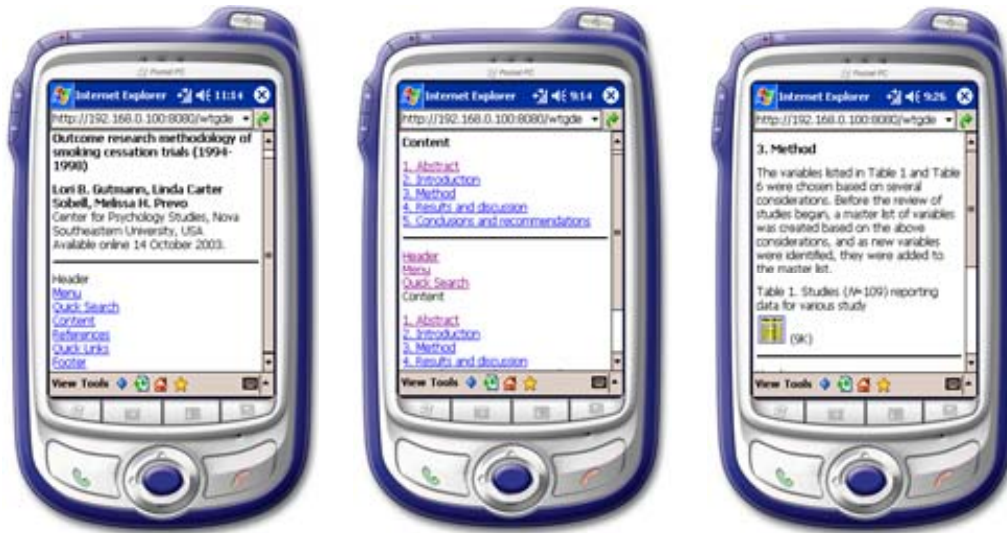 Pocket PC
Internet Explorer 11:14
http://192.168.0.100:8080/wtgde
Outcome research methodology of
smoking cessation trials (1994-
1998)
Lori B. Gutmann, Linda Carter
Sobell, Melissa H. Prevo
Center for Psychology Studies, Nova
Southeastern University, USA
Available online 14 October 2003.
Header
Menu
Quick Search
Content
References
Quick Links
Footer
View Tools
Pocket PC
Internet Explorer 9:14
http://192.168.0.100:8080/wtgde
Content
1. Abstract
2. Introduction
3. Method
4. Results and discussion
5. Conclusions and recommendations
Header
Menu
Quick Search
Content
1. Abstract
2. Introduction
3. Method
4. Results and discussion
View Tools
Pocket PC
Internet Explorer 9:26
http://192.168.0.100:8080/wtgde
3. Method
The variables listed in Table 1 and Table
6 were chosen based on several
considerations. Before the review of
studies began, a master list of variables
was created based on the above
considerations, and as new variables
were identified, they were added to
the master list.
Table 1. Studies (N=109) reporting
data for various study
(9K)
View Tools